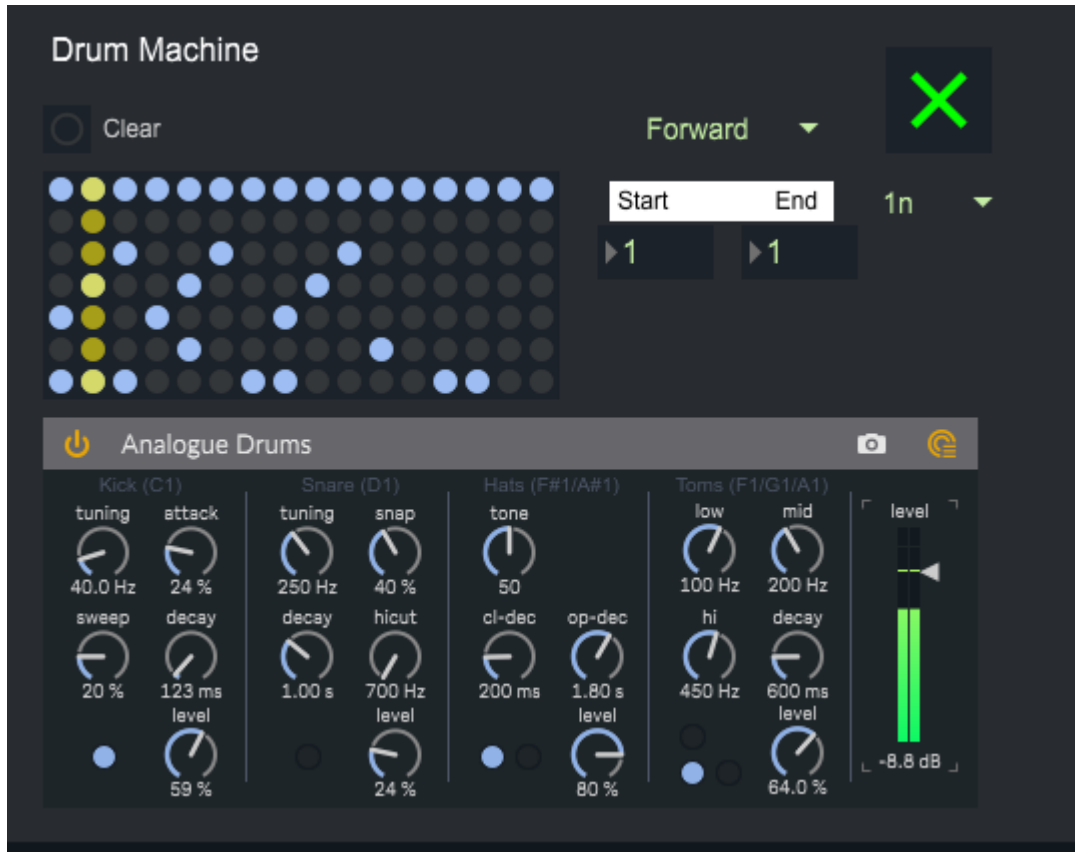 Drum Machine
Clear
Forward
Start End
1n
1 1
Analogue Drums
Kick (C1) Snare (D1) Hats (F#1/A#1) Toms (F1/G1/A1)
tuning attack tuning snap tone low mid level
40.0 Hz 24 % 250 Hz 40 % 50 100 Hz 200 Hz
sweep decay decay hicut cl-dec op-dec hi decay
20 % 123 ms 1.00 s 700 Hz 200 ms 1.80 s 450 Hz 600 ms
level level level level
-8.8 dB
59 % 24 % 80 % 64.0 %